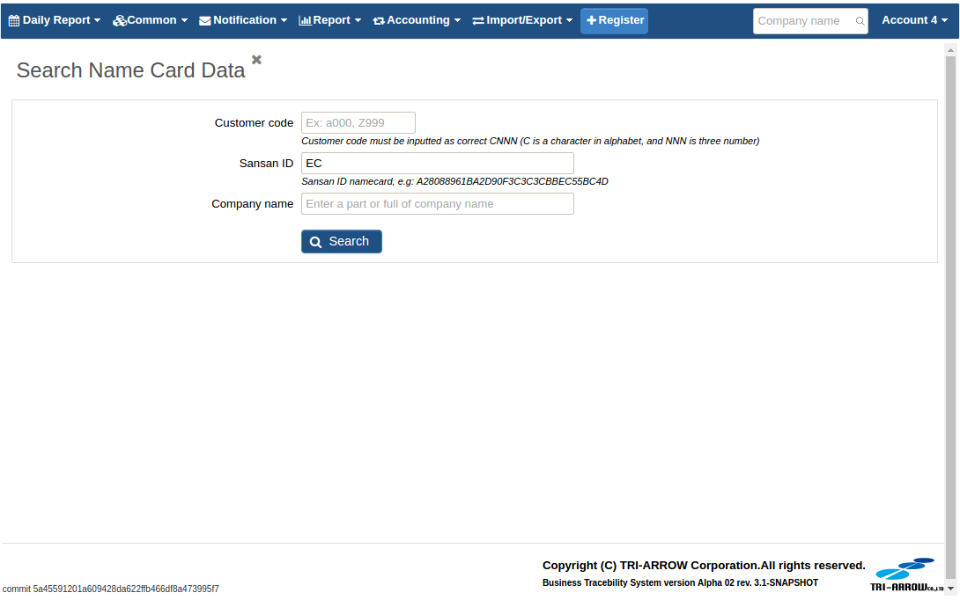 Daily Report Common Notification Report Accounting Import/Export Register Company name Account 4
Search Name Card Data
Customer code Ex: a000, Z999
Customer code must be inputted as correct CNNN (C is a character in alphabet, and NNN is three number)
Sansan ID EC
Sansan ID namecard, e.g: A28088961BA2D90F3C3C3CBBEC55BC4D
Company name Enter a part or full of company name
Search
Copyright (C) TRI-ARROW Corporation.All rights reserved.
Business Tracebility System version Alpha 02 rev. 3.1-SNAPSHOT
TRI-ARROW
commit 5a45591201a609428da622ffb466df8a473995f7